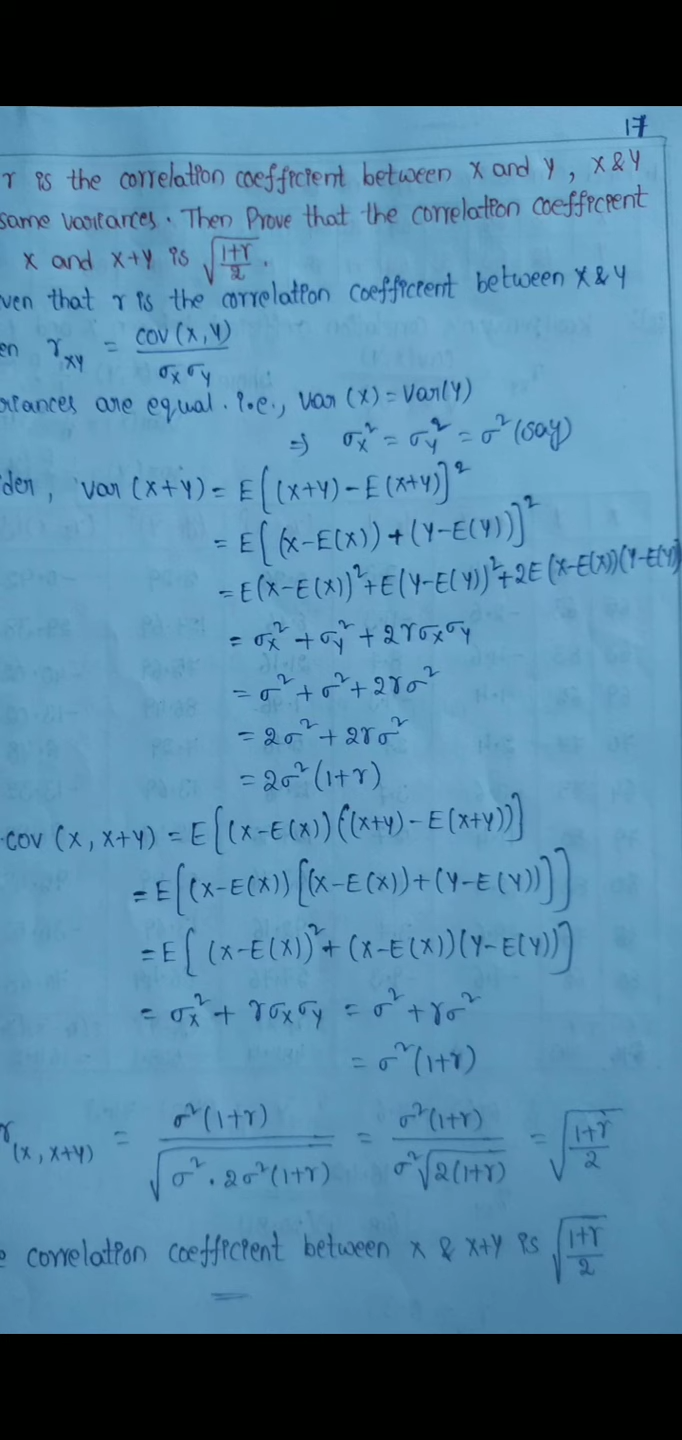 17
r is the correlation coefficient between x and y, x & y
same variances. Then Prove that the correlation coefficient
x and x+y is √(1+r/2).
ven that r is the correlation coefficient between x & y
en r_xy = cov(x,y)/σ_x σ_y
riances are equal. i.e., var(x) = Var(y)
⇒ σ_x² = σ_y² = σ² (say)
der, var(x+y) = E[(x+y) - E(x+y)]²
= E[(x-E(x)) + (y-E(y))]²
= E(x-E(x))² + E(y-E(y))² + 2E(x-E(x))(y-E(y))
= σ_x² + σ_y² + 2rσ_xσ_y
= σ² + σ² + 2rσ²
= 2σ² + 2rσ²
= 2σ²(1+r)
cov(x, x+y) = E[(x-E(x))((x+y) - E(x+y))]
= E[(x-E(x))[(x-E(x))+(y-E(y))]]
= E[(x-E(x))² + (x-E(x))(y-E(y))]
= σ_x² + rσ_xσ_y = σ² + rσ²
= σ²(1+r)
r_(x, x+y) = σ²(1+r)/√(σ².2σ²(1+r)) = σ²(1+r)/σ²√(2(1+r)) = √(1+r/2)
e correlation coefficient between x & x+y is √(1+r/2)